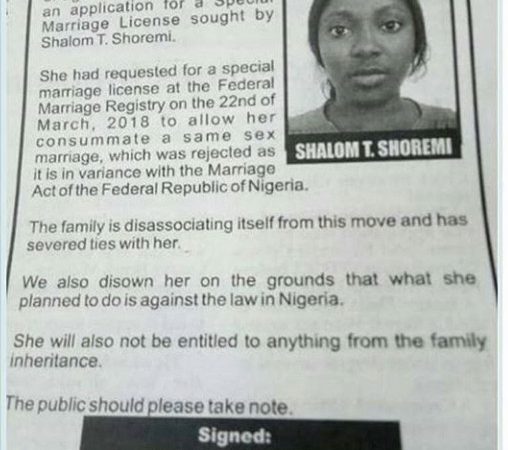 an application for a Special
Marriage License sought by
Shalom T. Shoremi.
She had requested for a special
marriage license at the Federal
Marriage Registry on the 22nd of
March, 2018 to allow her
consummate a same sex
marriage, which was rejected as
it is in variance with the Marriage
Act of the Federal Republic of Nigeria.
SHALOM T. SHOREMI
The family is disassociating itself from this move and has
severed ties with her.
We also disown her on the grounds that what she
planned to do is against the law in Nigeria.
She will also not be entitled to anything from the family
inheritance.
The public should please take note.
Signed: